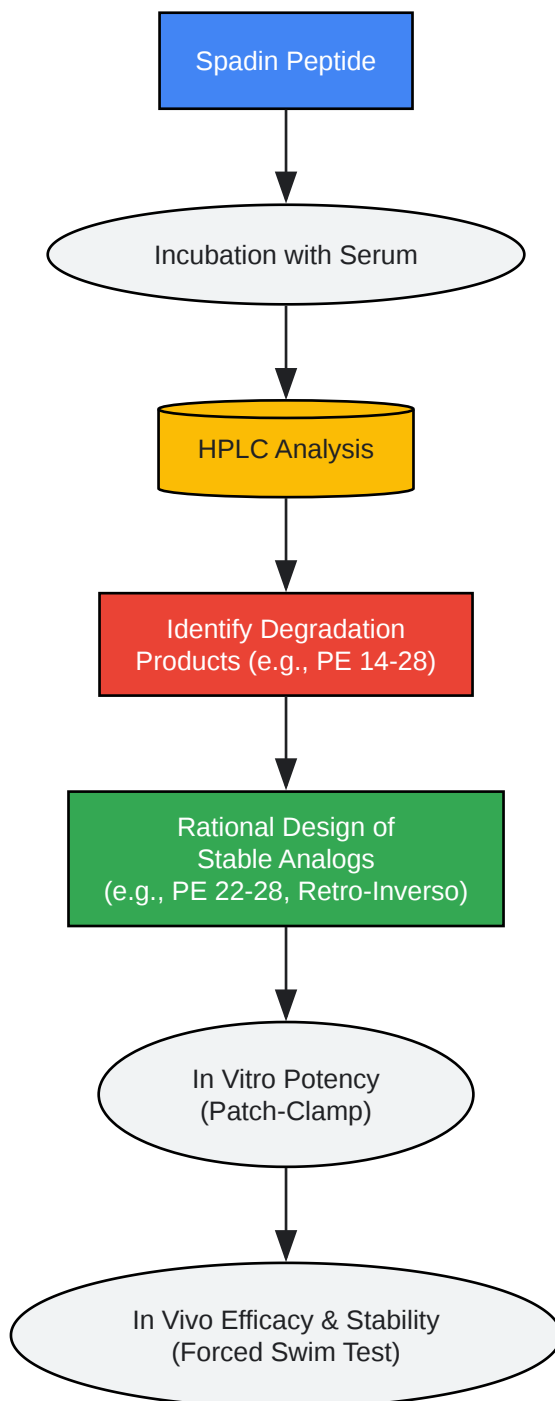 Spadin Peptide
Incubation with Serum
HPLC Analysis
Identify Degradation
Products (e.g., PE 14-28)
Rational Design of
Stable Analogs
(e.g., PE 22-28, Retro-Inverso)
In Vitro Potency
(Patch-Clamp)
In Vivo Efficacy & Stability
(Forced Swim Test)